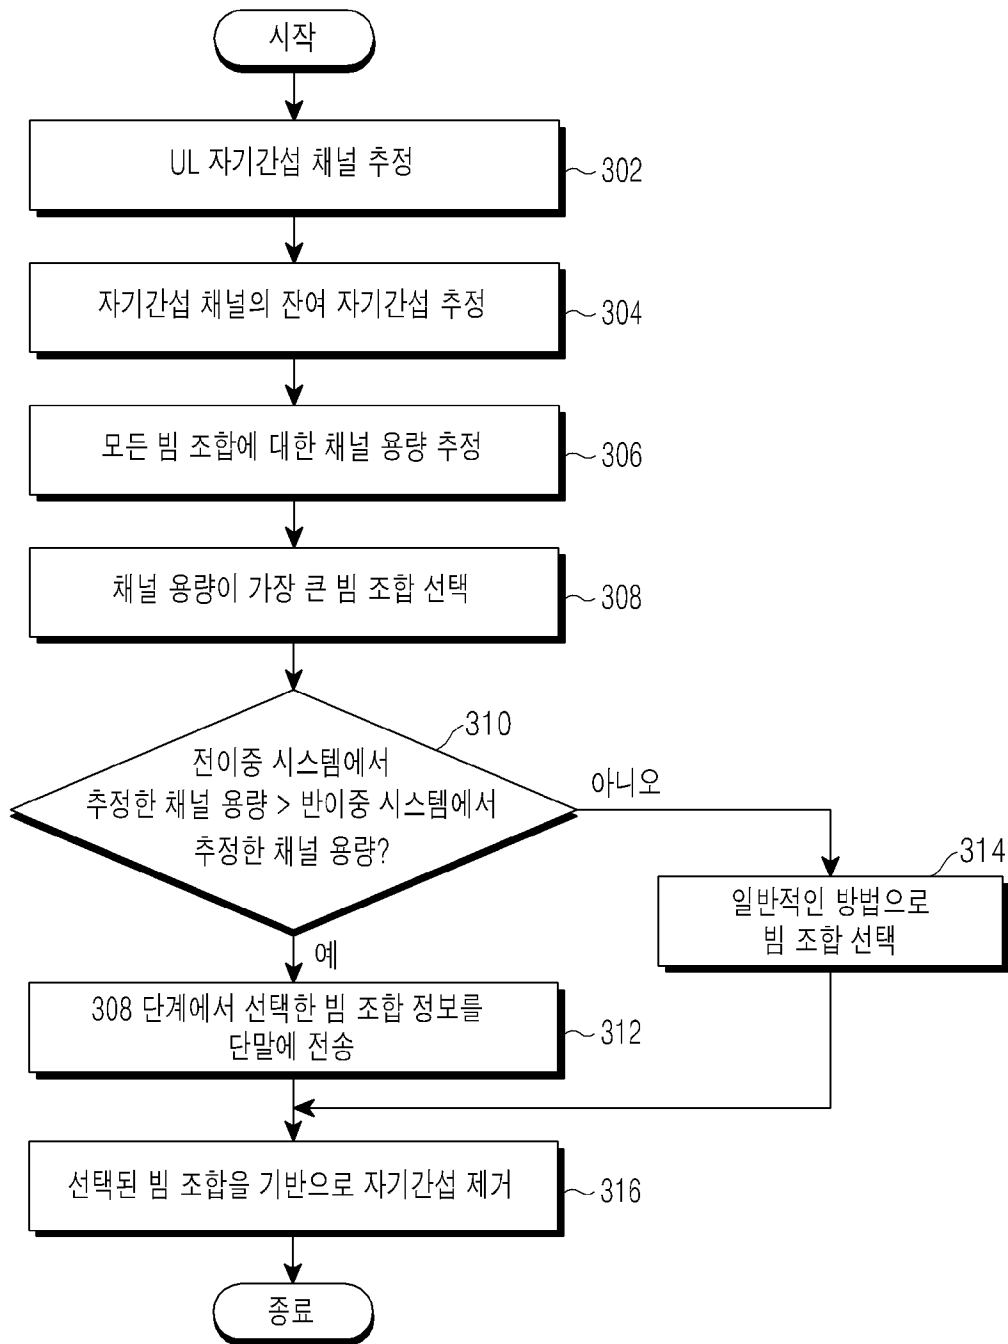 시작
UL 자기간섭 채널 추정
302
자기간섭 채널의 잔여 자기간섭 추정
304
모든 빔 조합에 대한 채널 용량 추정
306
채널 용량이 가장 큰 빔 조합 선택
308
310
전이중 시스템에서
추정한 채널 용량 > 반이중 시스템에서
추정한 채널 용량?
아니오
314
일반적인 방법으로
빔 조합 선택
예
308 단계에서 선택한 빔 조합 정보를
단말에 전송
312
선택된 빔 조합을 기반으로 자기간섭 제거
316
종료